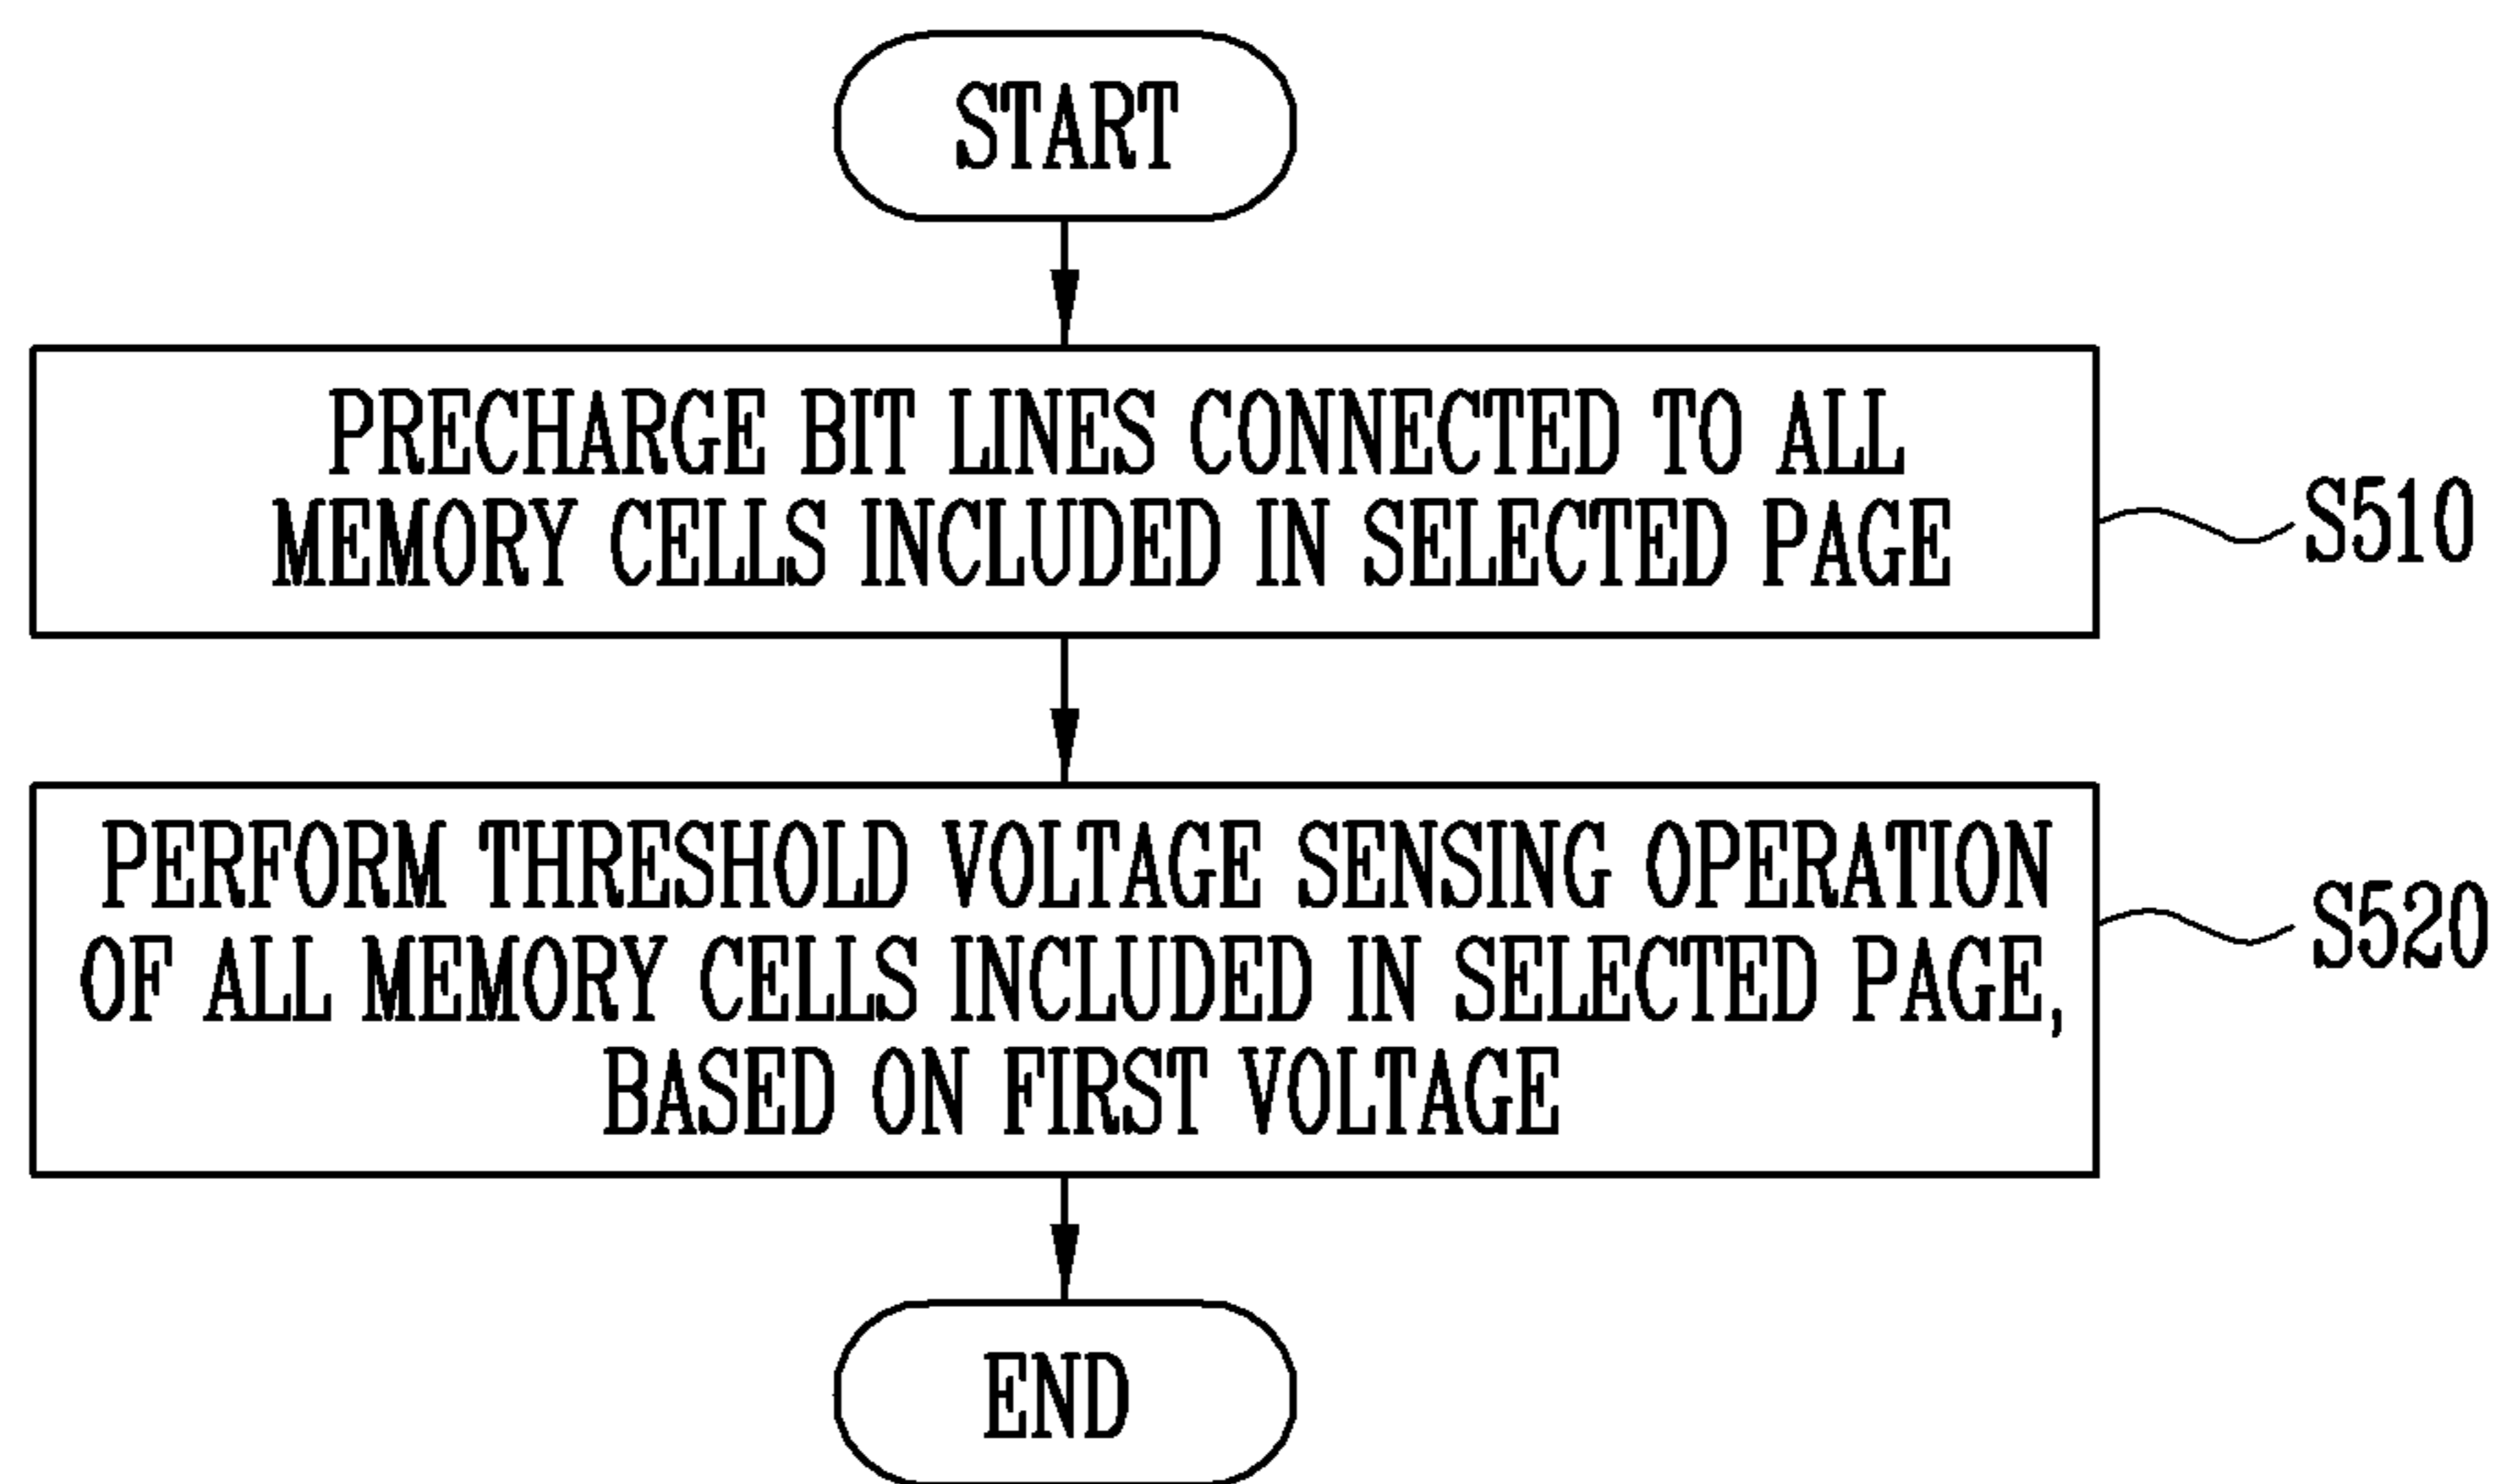 START
PRECHARGE BIT LINES CONNECTED TO ALL
MEMORY CELLS INCLUDED IN SELECTED PAGE
S510
PERFORM THRESHOLD VOLTAGE SENSING OPERATION
OF ALL MEMORY CELLS INCLUDED IN SELECTED PAGE,
BASED ON FIRST VOLTAGE
S520
END